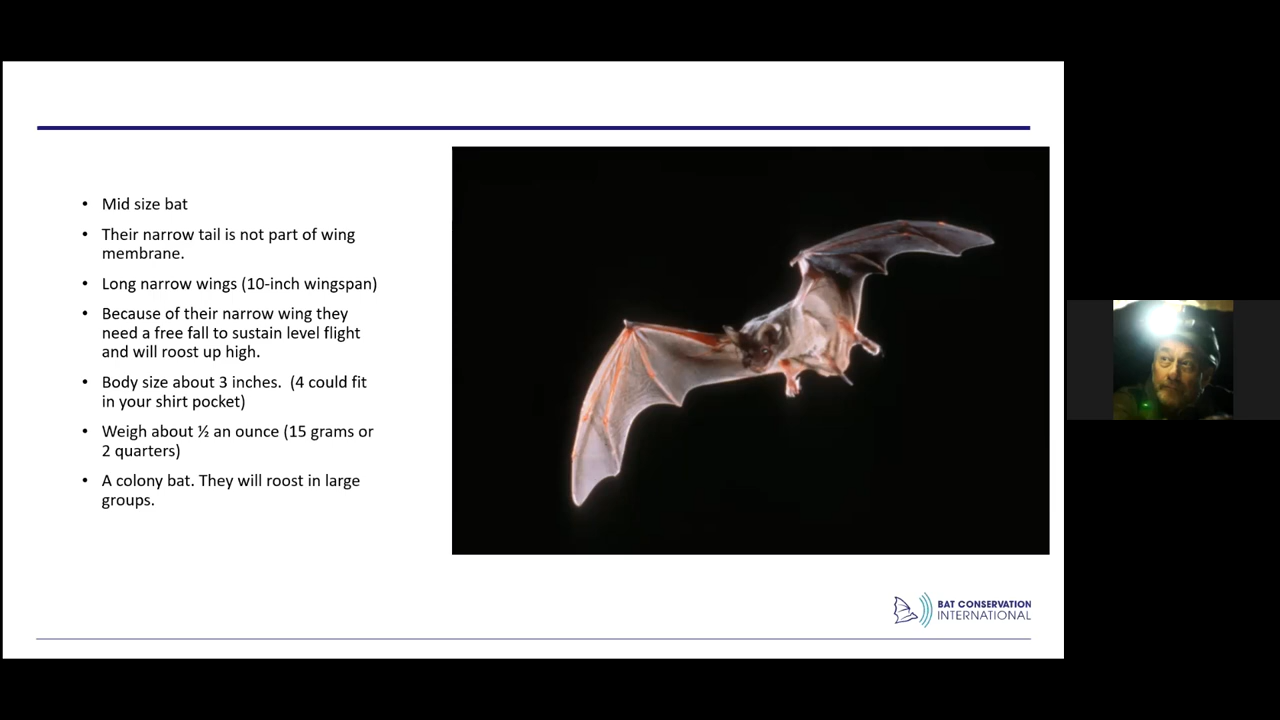 • Mid size bat
• Their narrow tail is not part of wing
membrane.
• Long narrow wings (10-inch wingspan)
• Because of their narrow wing they
need a free fall to sustain level flight
and will roost up high.
• Body size about 3 inches.  (4 could fit
in your shirt pocket)
• Weigh about ½ an ounce (15 grams or
2 quarters)
• A colony bat. They will roost in large
groups.
BAT CONSERVATION
INTERNATIONAL